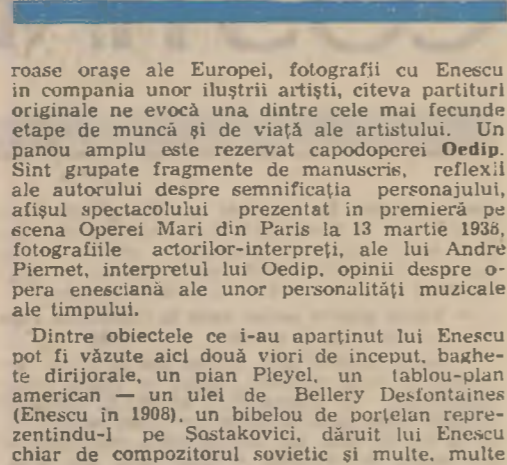 roase orașe ale Europei, fotografii cu Enescu
in compania unor iluștrii artiști, citeva partituri
originale ne evocă una dintre cele mai fecunde
etape de muncă și de viață ale artistului. Un
panou amplu este rezervat capodoperei Oedip.
Sint grupate fragmente de manuscris, reflexii
ale autorului despre semnificația personajului,
afișul spectacolului prezentat in premieră pe
scena Operei Mari din Paris la 13 martie 1936,
fotografiile actorilor-interpreți, ale lui Andre
Piernet, interpretul lui Oedip, opinii despre o-
pera enesciană ale unor personalități muzicale
ale timpului.
Dintre obiectele ce i-au aparținut lui Enescu
pot fi văzute aici două viori de inceput, baghe-
te dirijorale, un pian Pleyel, un tablou-plan
american — un ulei de Bellery Desfontaines
(Enescu în 1908), un bibelou de porțelan repre-
zentindu-l pe Șostakovici, dăruit lui Enescu
chiar de compozitorul sovietic și multe, multe